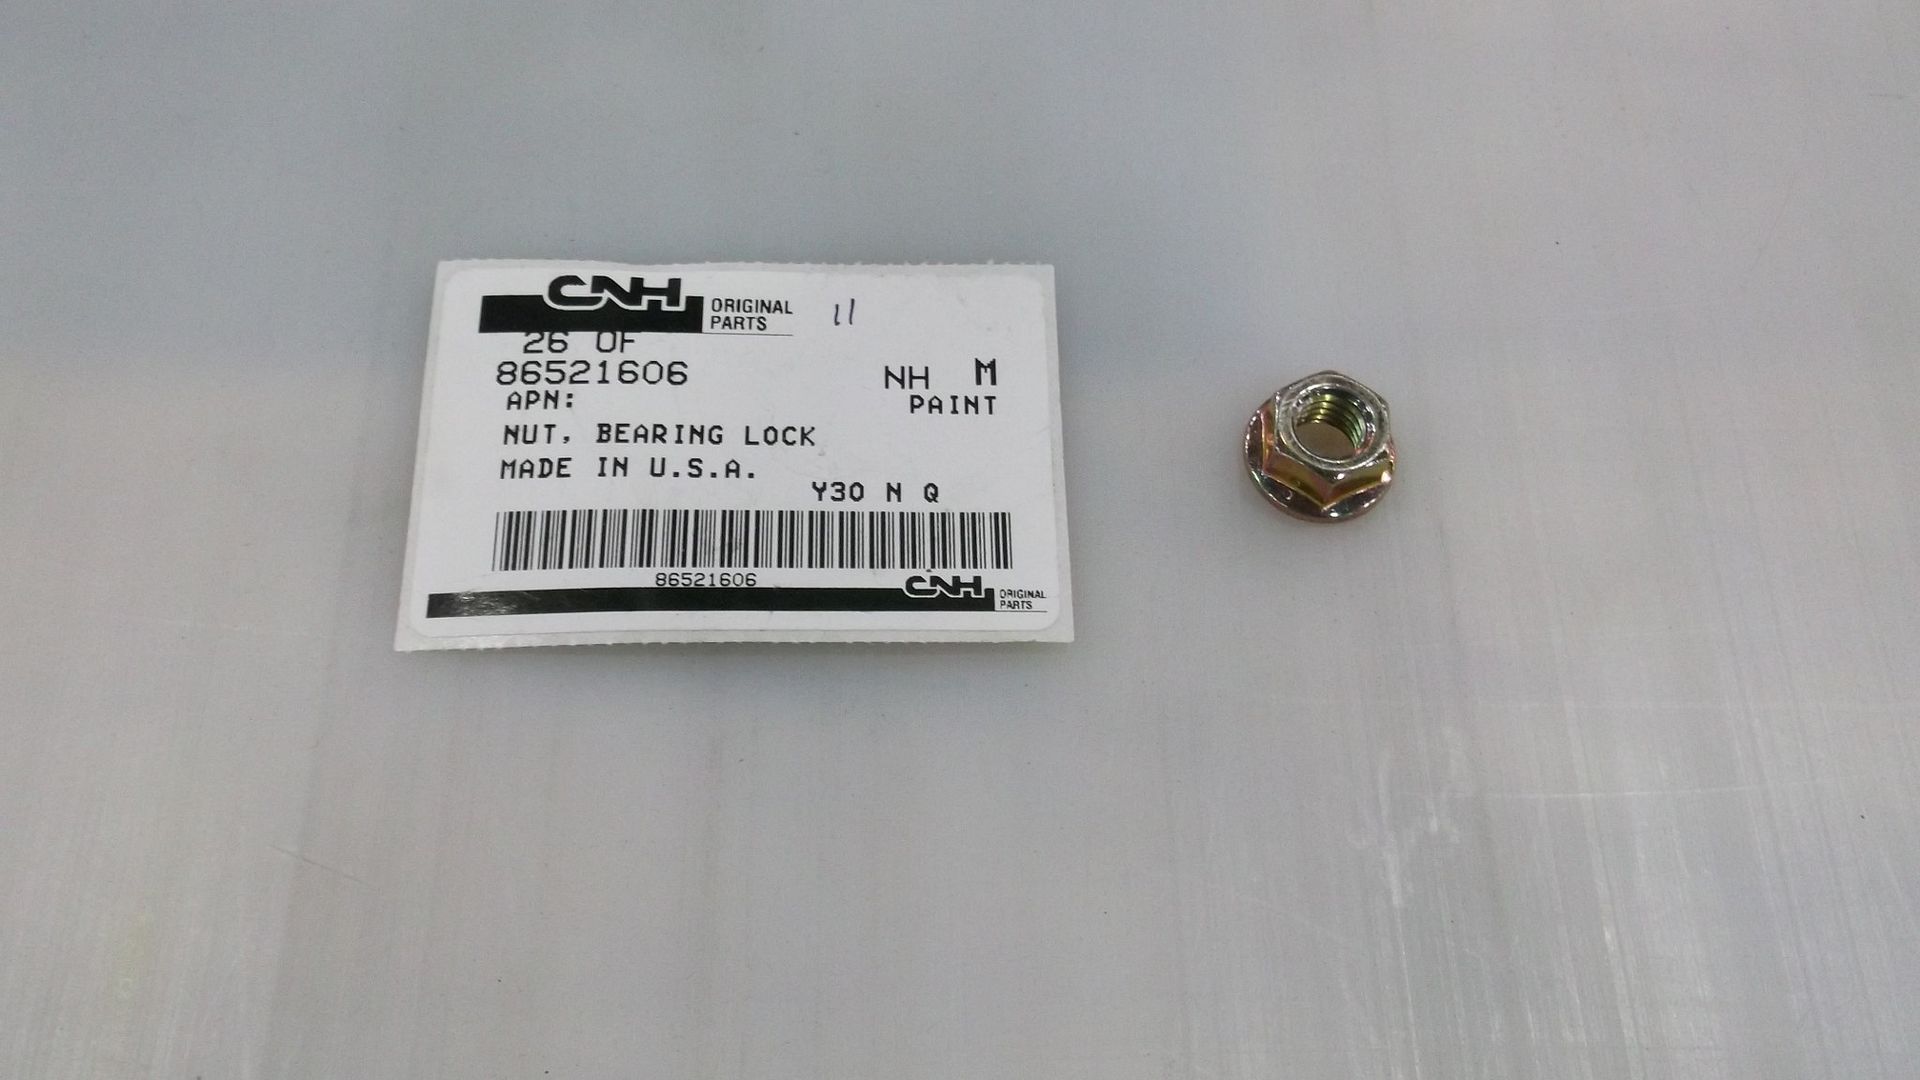 CNH ORIGINAL PARTS 11
26 OF
86521606 NH M
APN: PAINT
NUT, BEARING LOCK
MADE IN U.S.A.
Y30 N Q
86521606
CNH ORIGINAL PARTS